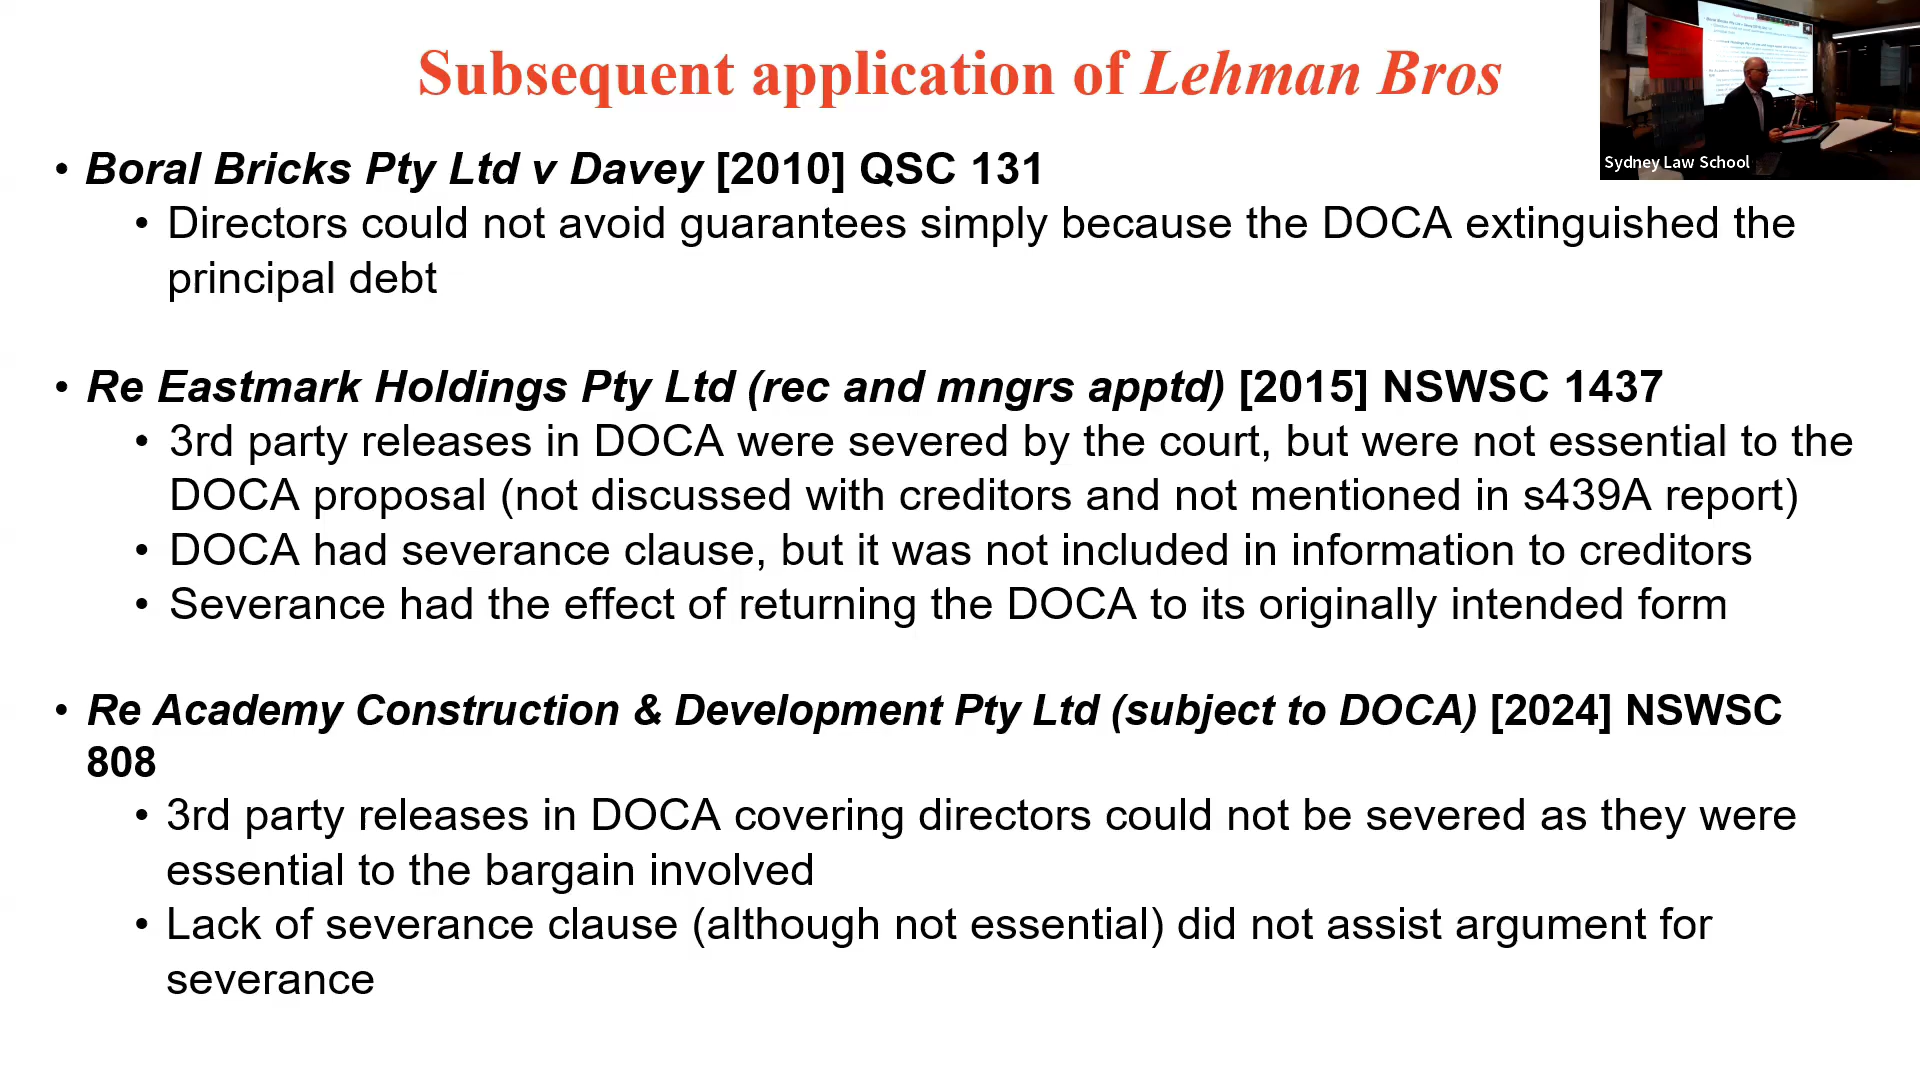 Subsequent application of Lehman Bros
Sydney Law School
• Boral Bricks Pty Ltd v Davey [2010] QSC 131
• Directors could not avoid guarantees simply because the DOCA extinguished the
principal debt
• Re Eastmark Holdings Pty Ltd (rec and mngrs apptd) [2015] NSWSC 1437
• 3rd party releases in DOCA were severed by the court, but were not essential to the
DOCA proposal (not discussed with creditors and not mentioned in s439A report)
• DOCA had severance clause, but it was not included in information to creditors
• Severance had the effect of returning the DOCA to its originally intended form
• Re Academy Construction & Development Pty Ltd (subject to DOCA) [2024] NSWSC
808
• 3rd party releases in DOCA covering directors could not be severed as they were
essential to the bargain involved
• Lack of severance clause (although not essential) did not assist argument for
severance